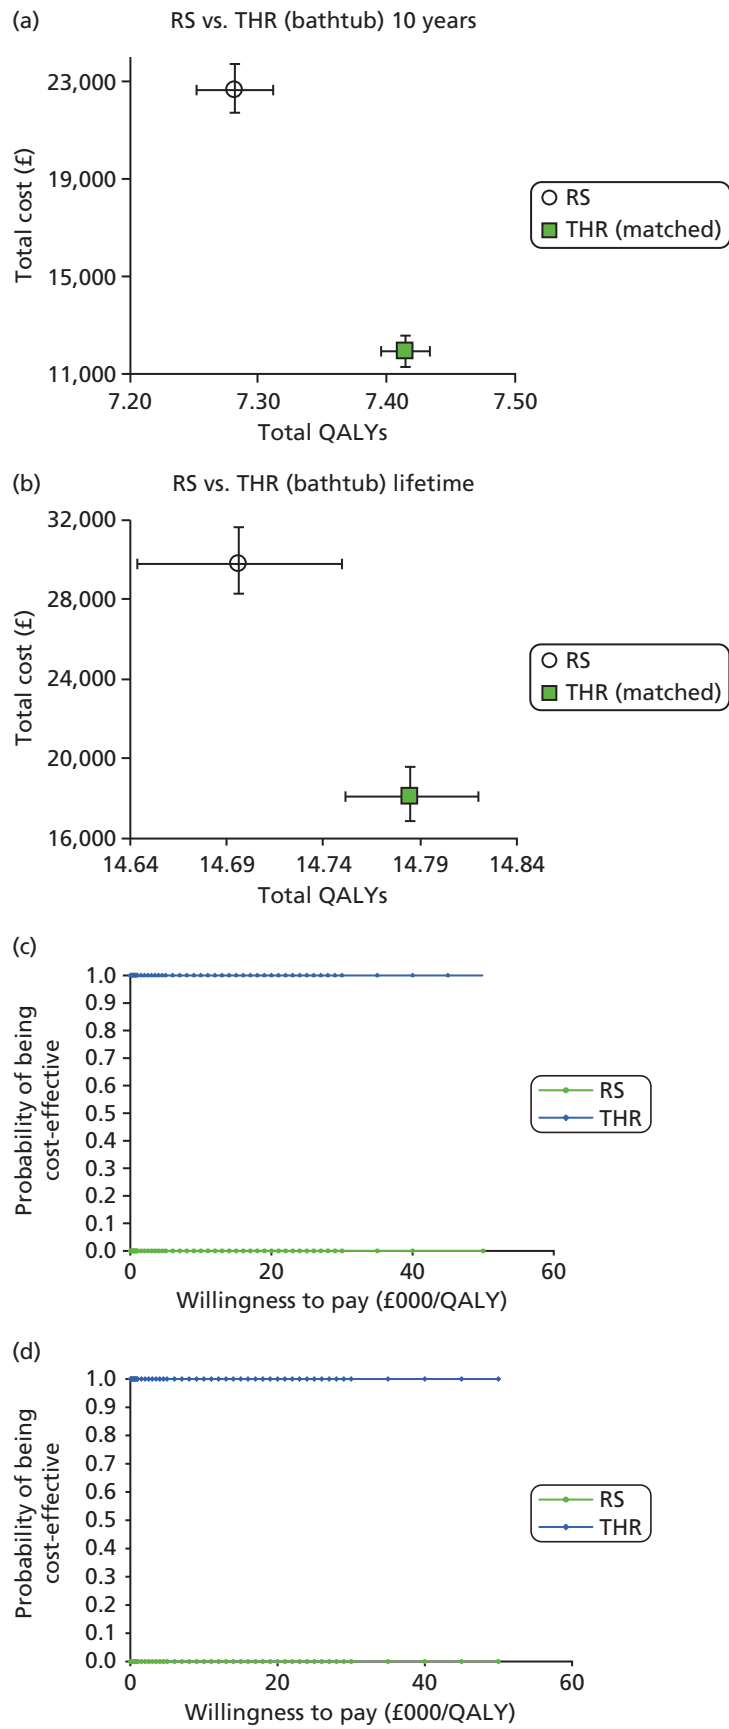 (a)
RS vs. THR (bathtub) 10 years
Total cost (£)
23,000
19,000
15,000
11,000
7.20 7.30 7.40 7.50
Total QALYs
RS
THR (matched)
(b)
RS vs. THR (bathtub) lifetime
Total cost (£)
32,000
28,000
24,000
20,000
16,000
14.64 14.69 14.74 14.79 14.84
Total QALYs
RS
THR (matched)
(c)
Probability of being
cost-effective
1.0
0.9
0.8
0.7
0.6
0.5
0.4
0.3
0.2
0.1
0.0
0 20 40 60
Willingness to pay (£000/QALY)
RS
THR
(d)
Probability of being
cost-effective
1.0
0.9
0.8
0.7
0.6
0.5
0.4
0.3
0.2
0.1
0.0
0 20 40 60
Willingness to pay (£000/QALY)
RS
THR